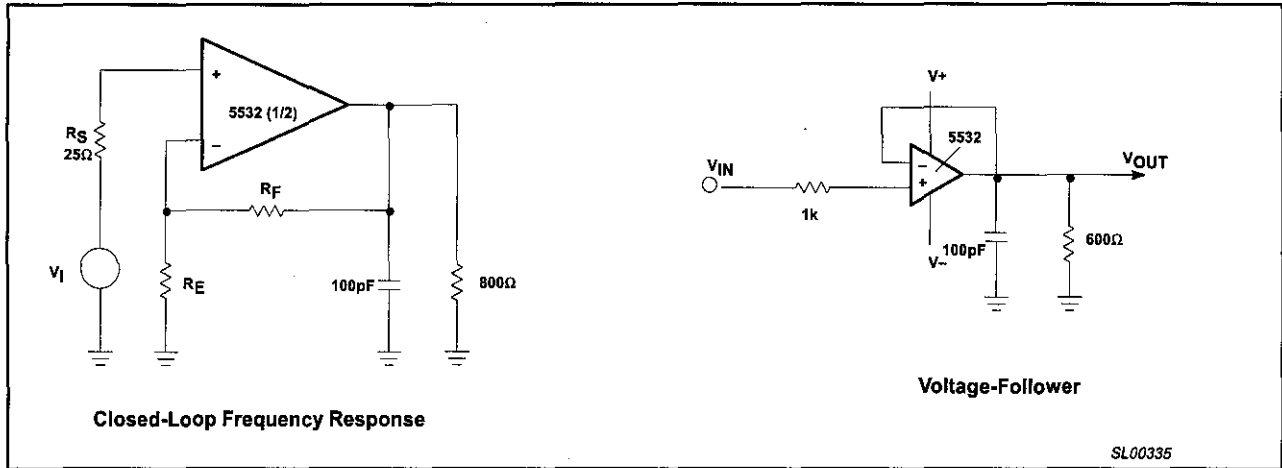 +
5532 (1/2)
−
RS
25Ω
RF
VI
RE
100pF
800Ω
Closed-Loop Frequency Response
V+
5532
VIN
−
+
VOUT
1k
100pF
V−
600Ω
Voltage-Follower
SL00335